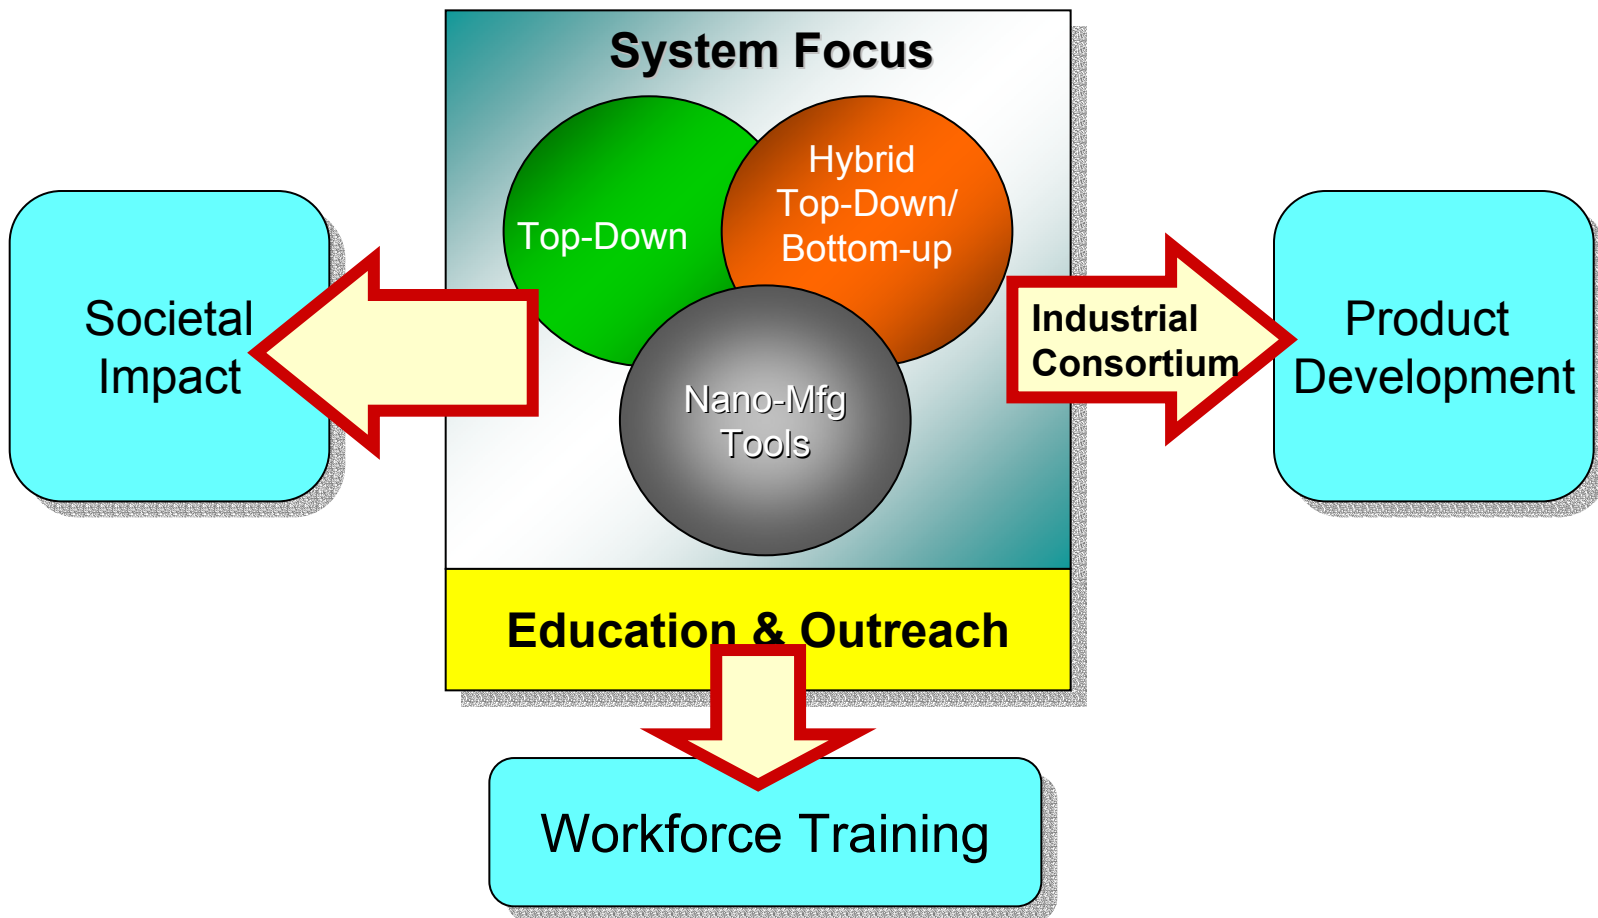 System Focus
Top-Down
Hybrid
Top-Down/
Bottom-up
Nano-Mfg
Tools
Societal
Impact
Industrial
Consortium
Product
Development
Education & Outreach
Workforce Training